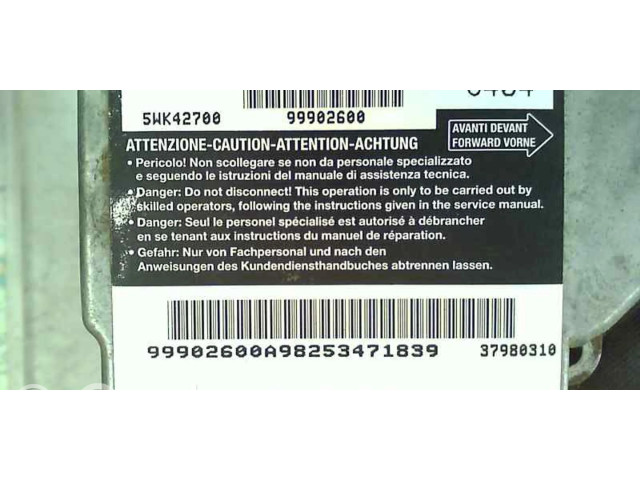 5WK42700 99902600
ATTENZIONE-CAUTION-ATTENTION-ACHTUNG
AVANTI DEVANT
FORWARD VORNE
• Pericolo! Non scollegare se non da personale specializzato
e seguendo le istruzioni del manuale di assistenza tecnica.
• Danger: Do not disconnect! This operation is only to be carried out by
skilled operators, following the instructions given in the service manual.
• Danger: Seul le personel spécialisé est autorisé à débrancher
en se tenant aux instructions du manuel de réparation.
• Gefahr: Nur von Fachpersonal und nach den
Anweisungen des Kundendiensthandbuches abtrennen lassen.
99902600A98253471839 37980310